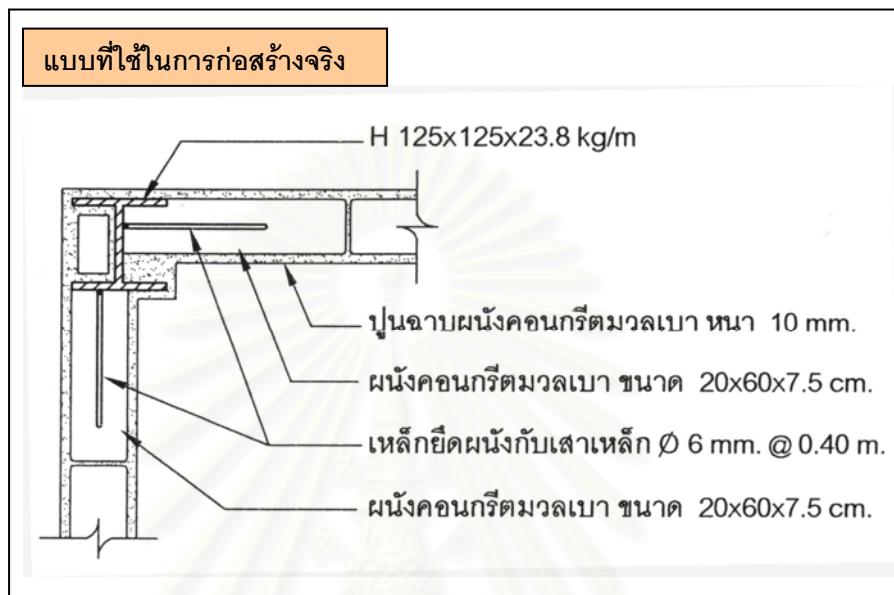 แบบที่ใช้ในการก่อสร้างจริง
H 125x125x23.8 kg/m
ปูนฉาบผนังคอนกรีตมวลเบา หนา 10 mm.
ผนังคอนกรีตมวลเบา ขนาด 20x60x7.5 cm.
เหล็กยึดผนังกับเสาเหล็ก Ø 6 mm. @ 0.40 m.
ผนังคอนกรีตมวลเบา ขนาด 20x60x7.5 cm.